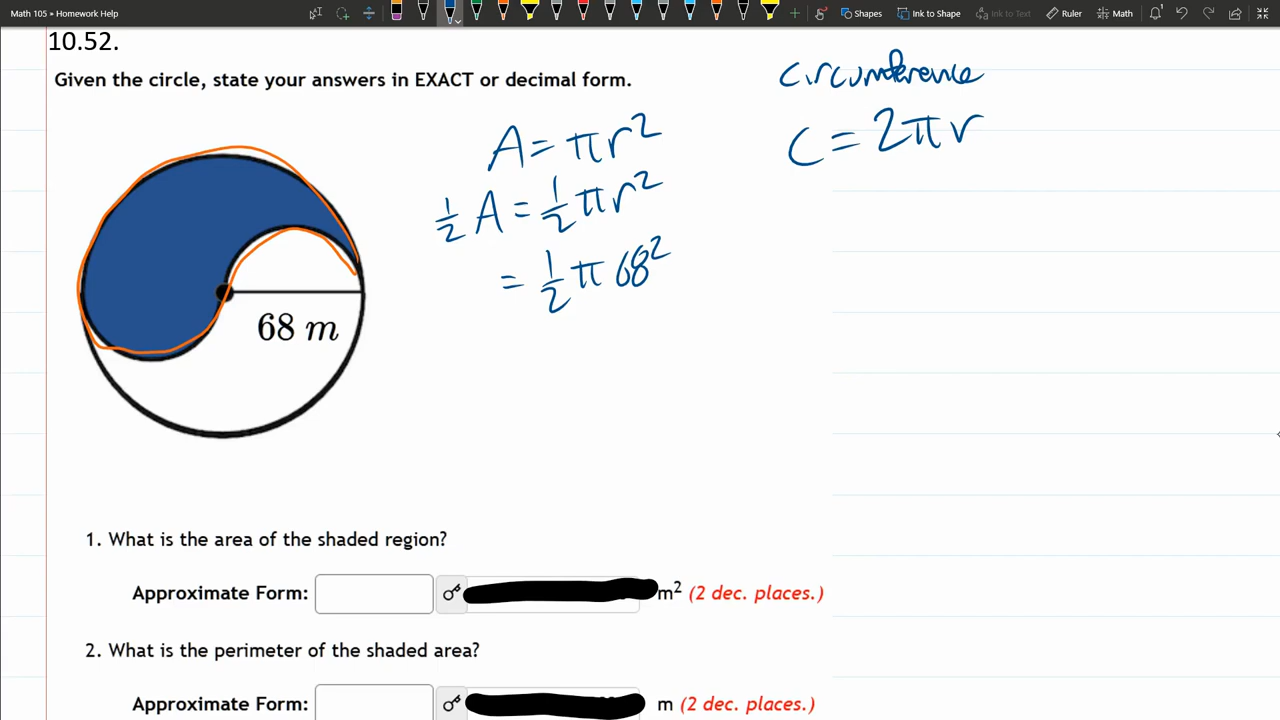 Math 105 » Homework Help
Shapes
Ink to Shape
Ink to Text
Ruler
Math
10.52.
Given the circle, state your answers in EXACT or decimal form.
circumference
C = 2πr
A = πr²
½ A = ½ πr²
= ½ π 68²
68 m
1. What is the area of the shaded region?
Approximate Form: m² (2 dec. places.)
2. What is the perimeter of the shaded area?
Approximate Form: m (2 dec. places.)